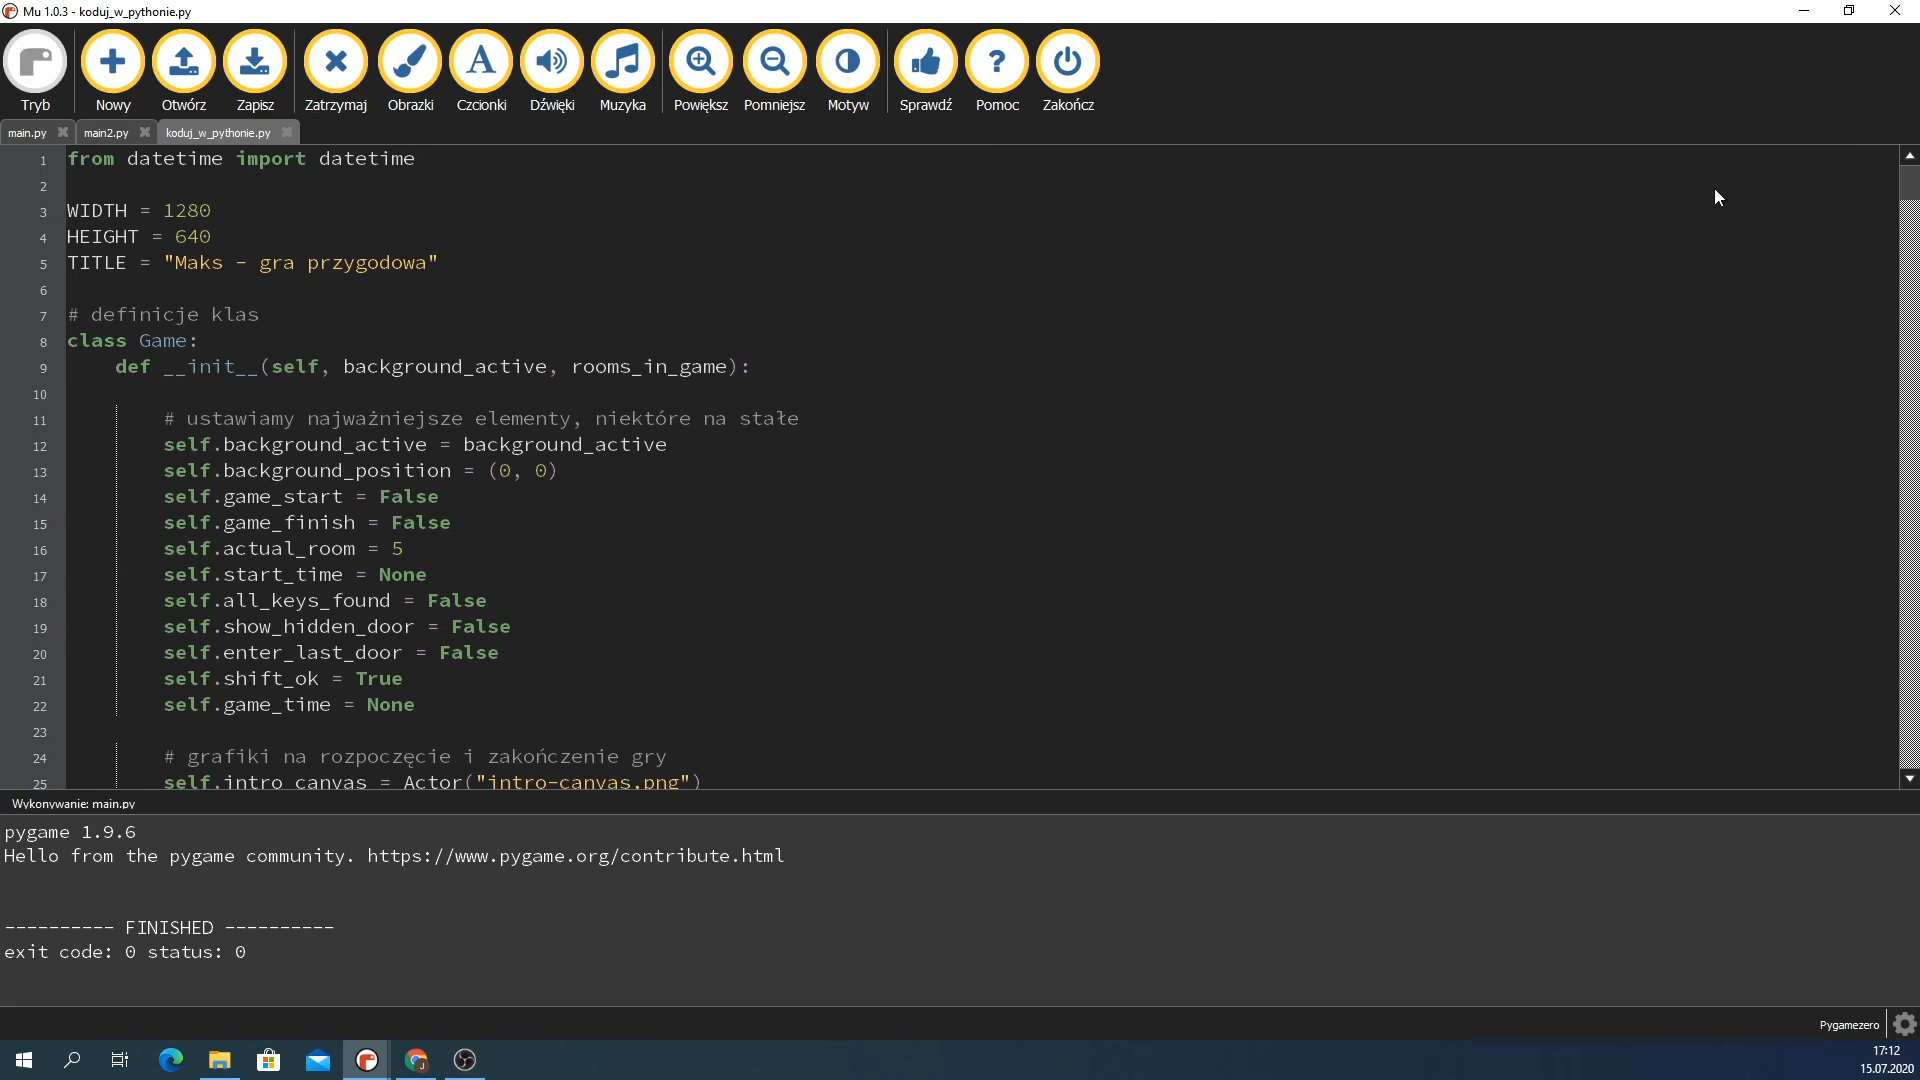 Mu 1.0.3 - koduj_w_pythonie.py
Tryb Nowy Otwórz Zapisz Zatrzymaj Obrazki Czcionki Dźwięki Muzyka Powiększ Pomniejsz Motyw Sprawdź Pomoc Zakończ
main.py main2.py koduj_w_pythonie.py
1 from datetime import datetime
2
3 WIDTH = 1280
4 HEIGHT = 640
5 TITLE = "Maks - gra przygodowa"
6
7 # definicje klas
8 class Game:
9 def __init__(self, background_active, rooms_in_game):
10
11 # ustawiamy najważniejsze elementy, niektóre na stałe
12 self.background_active = background_active
13 self.background_position = (0, 0)
14 self.game_start = False
15 self.game_finish = False
16 self.actual_room = 5
17 self.start_time = None
18 self.all_keys_found = False
19 self.show_hidden_door = False
20 self.enter_last_door = False
21 self.shift_ok = True
22 self.game_time = None
23
24 # grafiki na rozpoczęcie i zakończenie gry
25 self.intro_canvas = Actor("intro-canvas.png")
Wykonywanie: main.py
pygame 1.9.6
Hello from the pygame community. https://www.pygame.org/contribute.html
---------- FINISHED ----------
exit code: 0 status: 0
Pygamezero
17:12
15.07.2020